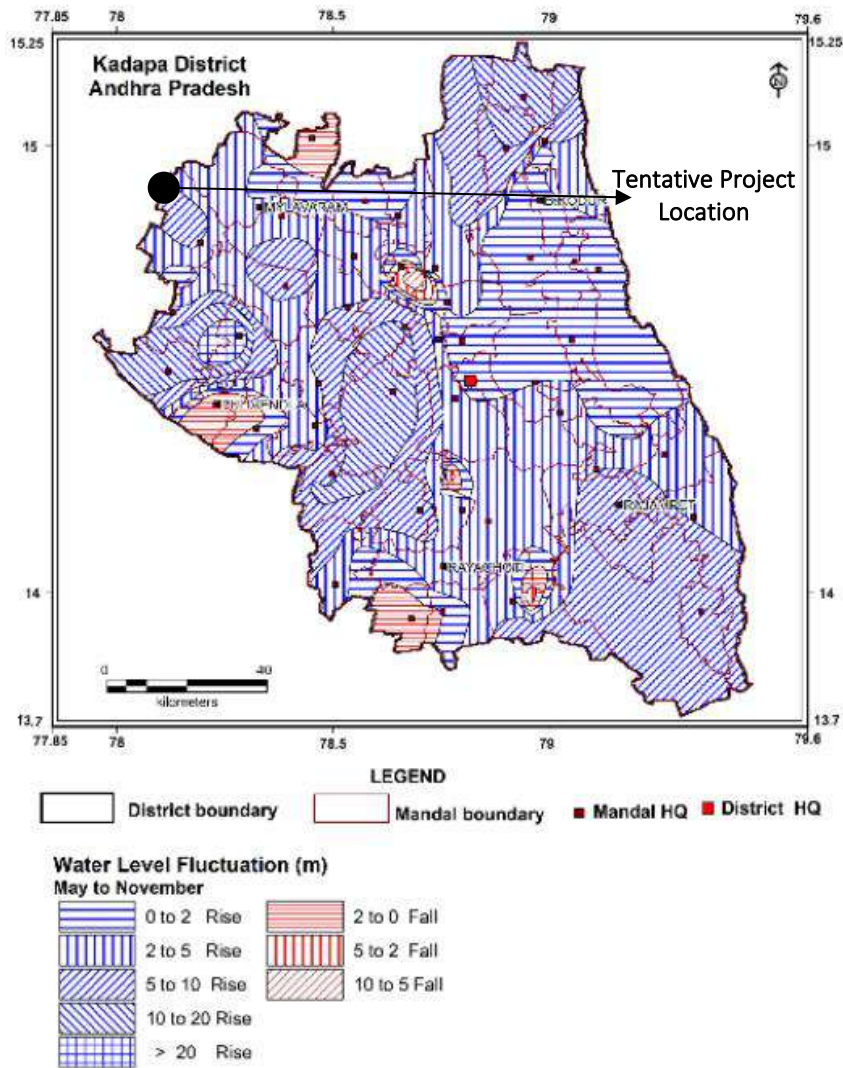 77.85 78 78.5 79 79.6
15.25 15.25
Kadapa District
Andhra Pradesh
N
15 15
Tentative Project
Location
MYLAVARAM
RAYACHOTI
14 14
0 40
kilometers
13.7 13.7
77.85 78 78.5 79 79.6
LEGEND
District boundary Mandal boundary Mandal HQ District HQ
Water Level Fluctuation (m)
May to November
0 to 2 Rise 2 to 0 Fall
2 to 5 Rise 5 to 2 Fall
5 to 10 Rise 10 to 5 Fall
10 to 20 Rise
> 20 Rise